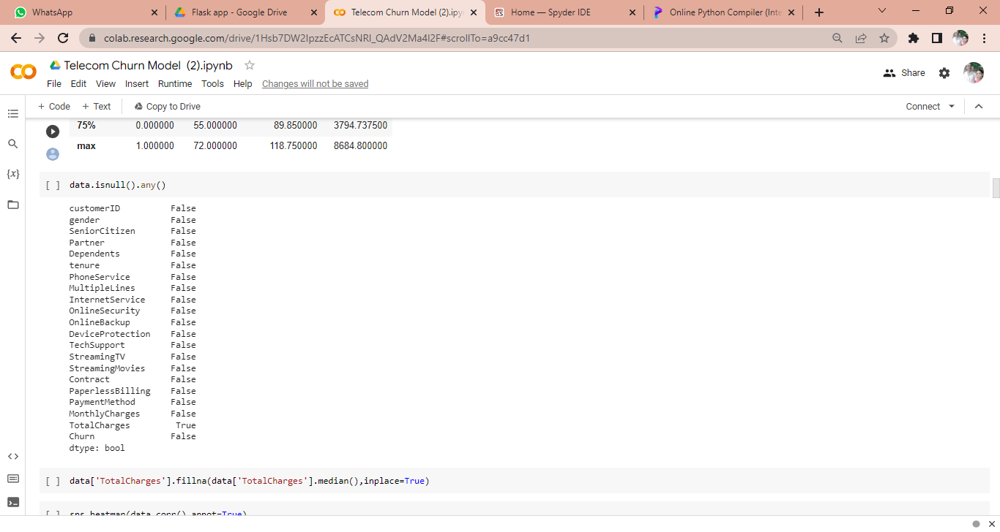 WhatsApp
Flask app - Google Drive
Telecom Churn Model (2).ipyn
Home — Spyder IDE
Online Python Compiler (Inte
colab.research.google.com/drive/1Hsb7DW2IpzzEcATCsNRI_QAdV2Ma4I2F#scrollTo=a9cc47d1
Telecom Churn Model (2).ipynb
Share
File Edit View Insert Runtime Tools Help Changes will not be saved
+ Code + Text Copy to Drive Connect
75% 0.000000 55.000000 89.850000 3794.737500
max 1.000000 72.000000 118.750000 8684.800000
{x}
[ ] data.isnull().any()
customerID False
gender False
SeniorCitizen False
Partner False
Dependents False
tenure False
PhoneService False
MultipleLines False
InternetService False
OnlineSecurity False
OnlineBackup False
DeviceProtection False
TechSupport False
StreamingTV False
StreamingMovies False
Contract False
PaperlessBilling False
PaymentMethod False
MonthlyCharges False
TotalCharges True
Churn False
dtype: bool
[ ] data['TotalCharges'].fillna(data['TotalCharges'].median(),inplace=True)
[ ] sns.heatmap(data.corr(),annot=True)